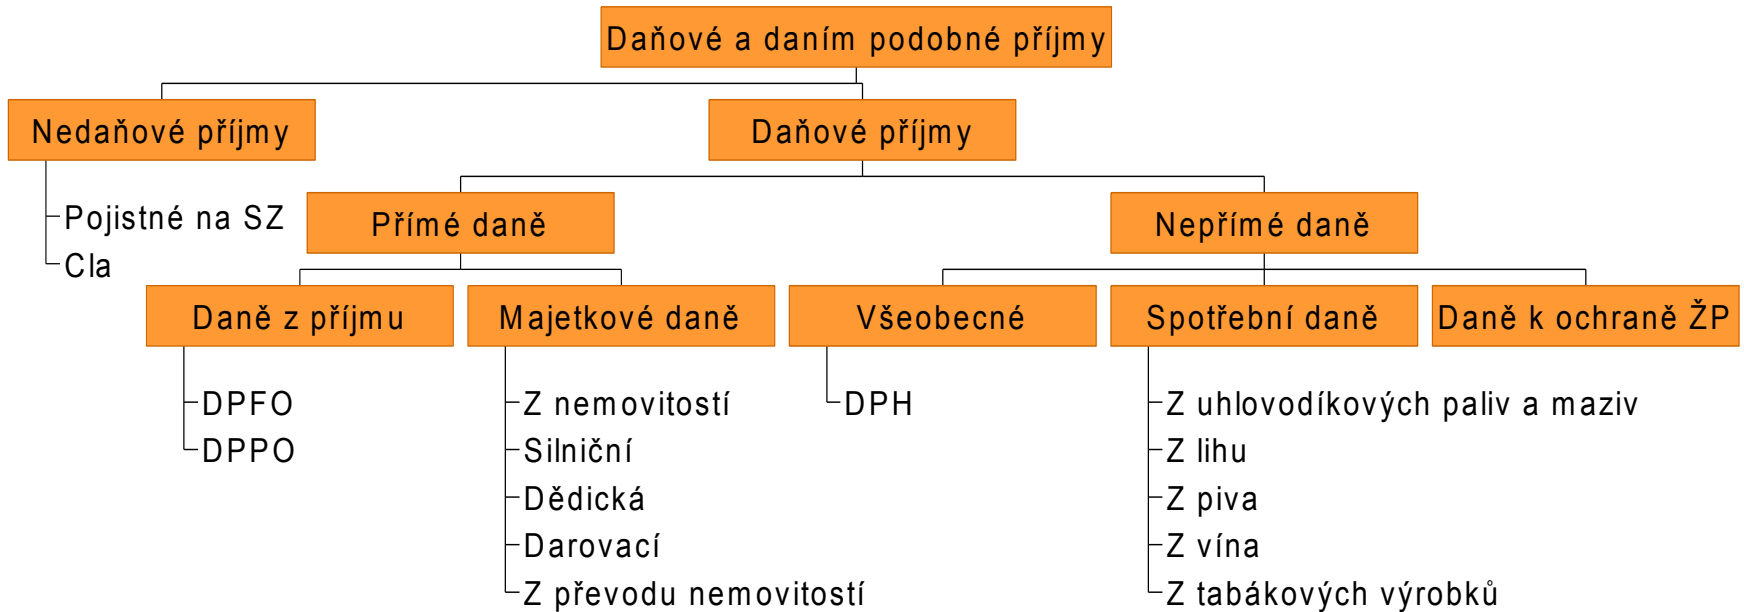 Daňové a daním podobné příjmy
Nedaňové příjmy
Daňové příjmy
Pojistné na SZ
Cla
Přímé daně
Nepřímé daně
Daně z příjmu
Majetkové daně
Všeobecné
Spotřební daně
Daně k ochraně ŽP
DPFO
DPPO
Z nemovitostí
Silniční
Dědická
Darovací
Z převodu nemovitostí
DPH
Z uhlovodíkových paliv a maziv
Z lihu
Z piva
Z vína
Z tabákových výrobků